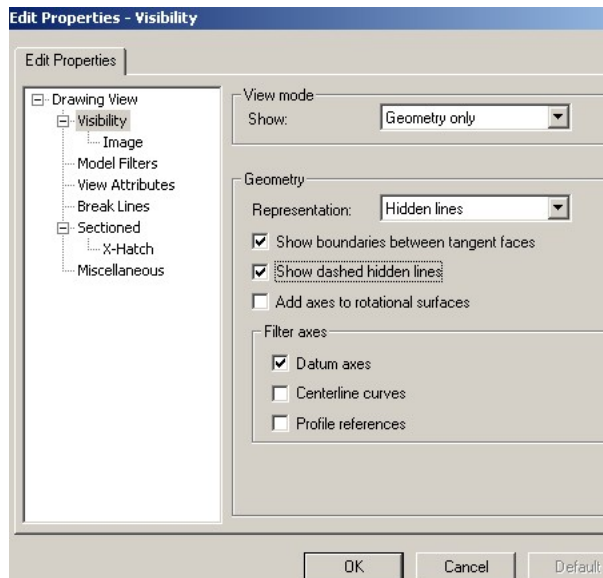 Edit Properties - Visibility
Edit Properties
Drawing View
Visibility
Image
Model Filters
View Attributes
Break Lines
Sectioned
X-Hatch
Miscellaneous
View mode
Show: Geometry only
Geometry
Representation: Hidden lines
Show boundaries between tangent faces
Show dashed hidden lines
Add axes to rotational surfaces
Filter axes
Datum axes
Centerline curves
Profile references
OK Cancel Default